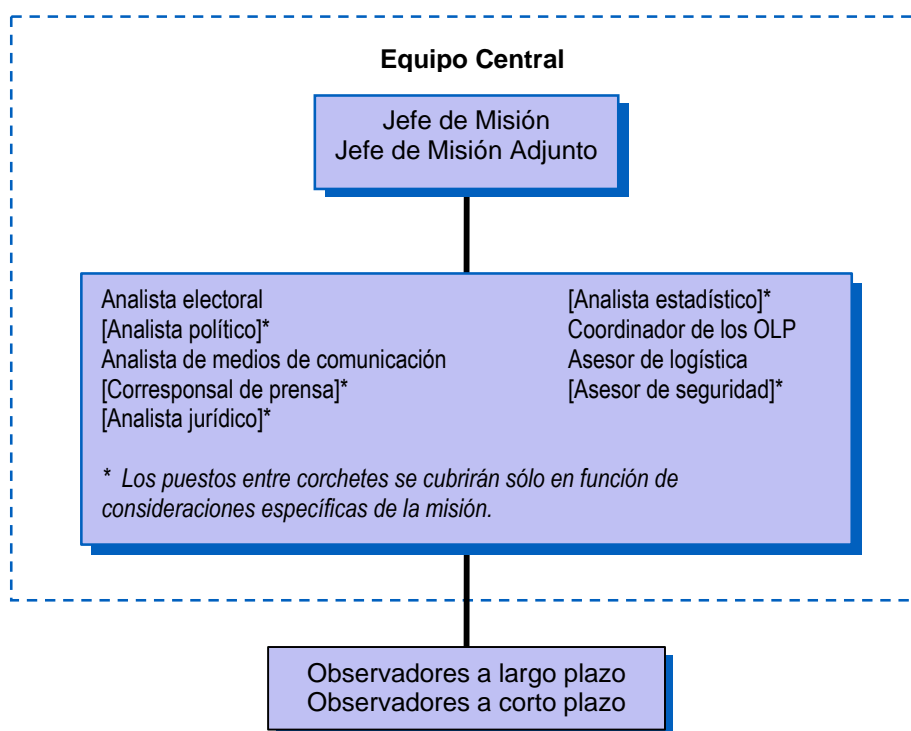 Equipo Central
Jefe de Misión
Jefe de Misión Adjunto
Analista electoral
[Analista político]*
Analista de medios de comunicación
[Corresponsal de prensa]*
[Analista jurídico]*
[Analista estadístico]*
Coordinador de los OLP
Asesor de logística
[Asesor de seguridad]*
* Los puestos entre corchetes se cubrirán sólo en función de
consideraciones específicas de la misión.
Observadores a largo plazo
Observadores a corto plazo